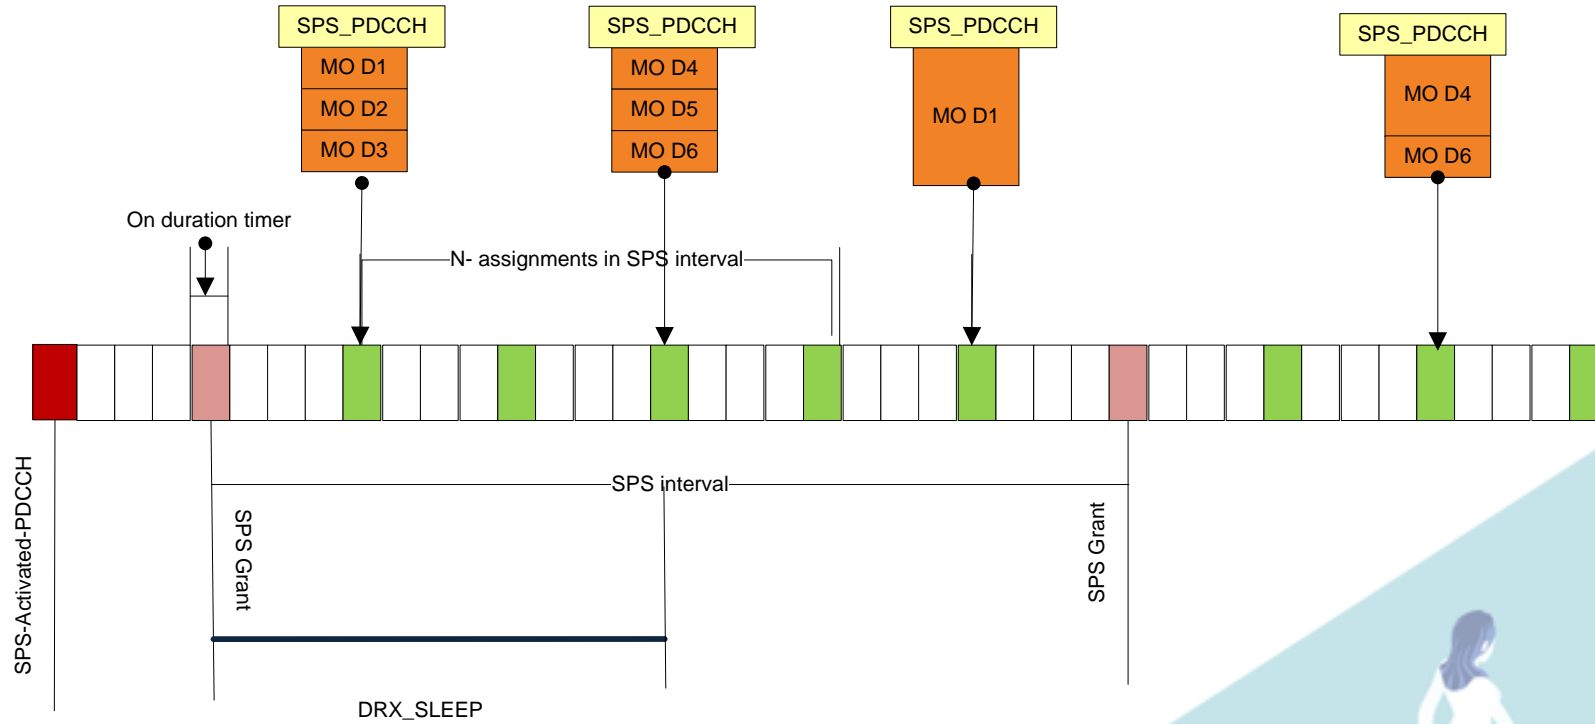 SPS_PDCCH
MO D1
MO D2
MO D3
SPS_PDCCH
MO D4
MO D5
MO D6
SPS_PDCCH
MO D1
SPS_PDCCH
MO D4
MO D6
On duration timer
N- assignments in SPS interval
SPS interval
SPS-Activated-PDCCH
SPS Grant
SPS Grant
DRX_SLEEP